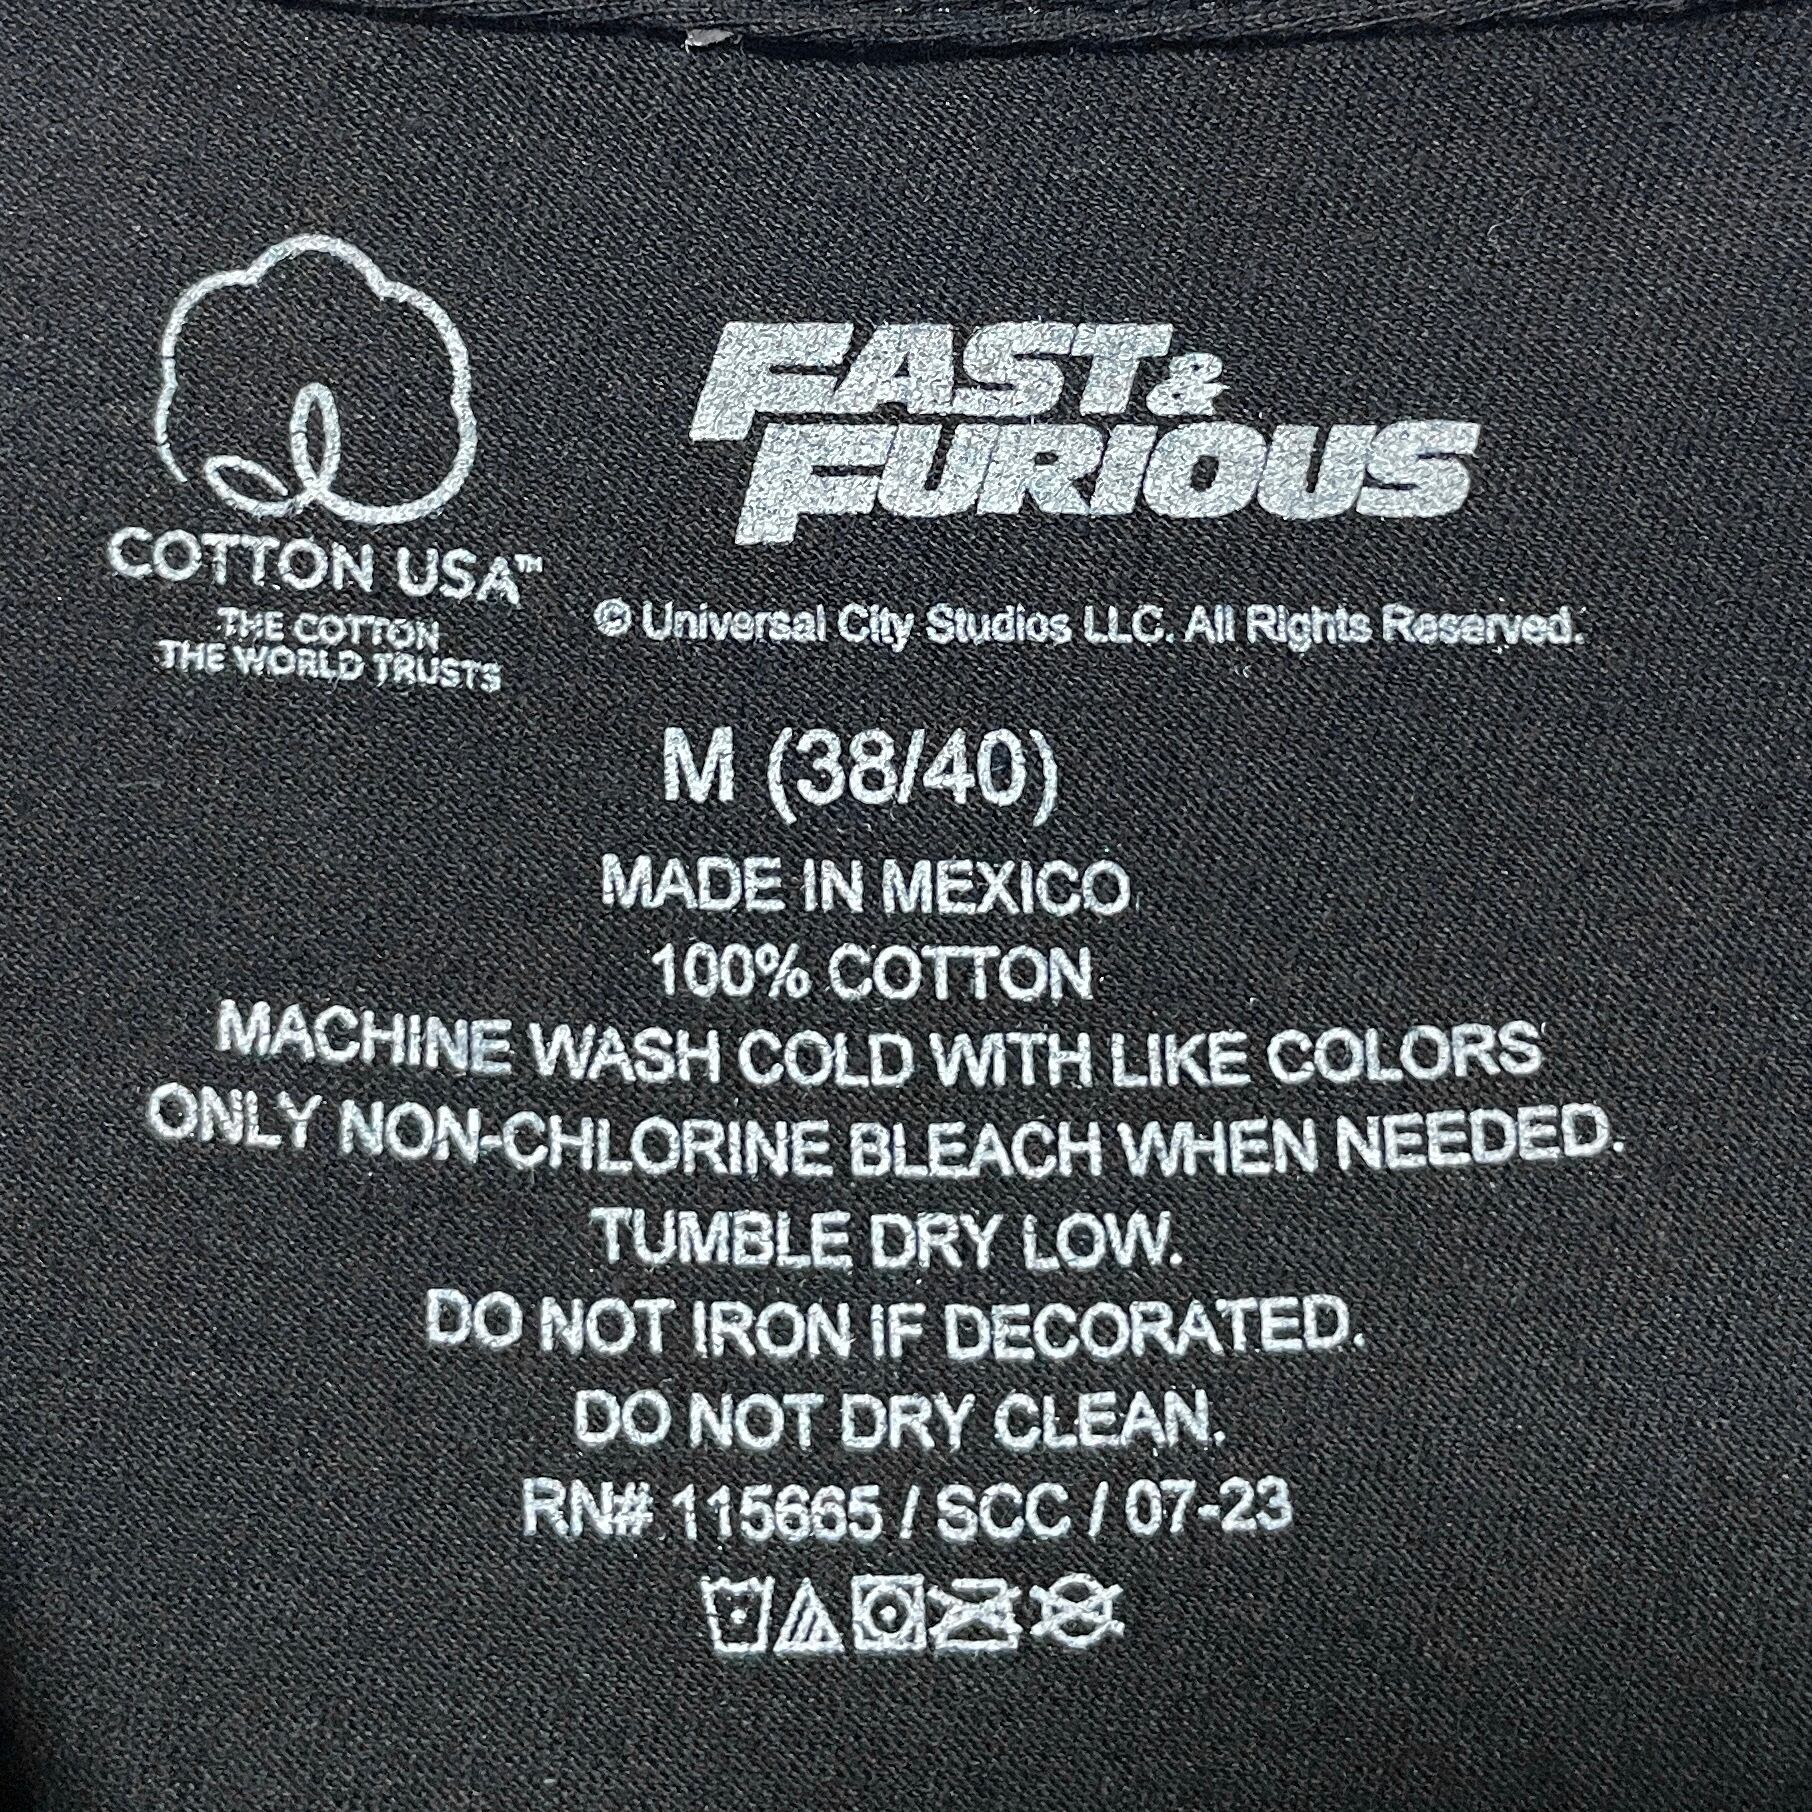 COTTON USA™
THE COTTON
THE WORLD TRUSTS
FAST &
FURIOUS
© Universal City Studios LLC. All Rights Reserved.
M (38/40)
MADE IN MEXICO
100% COTTON
MACHINE WASH COLD WITH LIKE COLORS
ONLY NON-CHLORINE BLEACH WHEN NEEDED.
TUMBLE DRY LOW.
DO NOT IRON IF DECORATED.
DO NOT DRY CLEAN.
RN# 115665 / SCC / 07-23